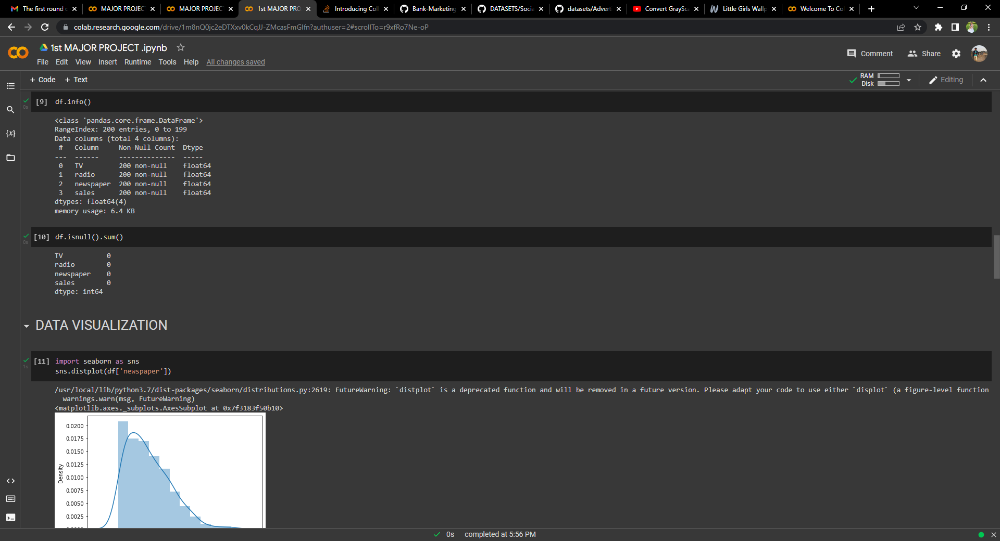 The first round c
MAJOR PROJEC
MAJOR PROJEC
1st MAJOR PRO
Introducing Coll
Bank-Marketing
DATASETS/Socia
datasets/Advert
Convert GraySca
Little Girls Wallp
Welcome To Col
colab.research.google.com/drive/1m8nQ0jc2eDTXxv0kCqJJ-ZMcasFmGlfn?authuser=2#scrollTo=r9xfRo7Ne-oP
1st MAJOR PROJECT .ipynb
Comment
Share
File Edit View Insert Runtime Tools Help All changes saved
+ Code + Text
RAM
Disk
Editing
{x}
[9] df.info()
0s
<class 'pandas.core.frame.DataFrame'>
RangeIndex: 200 entries, 0 to 199
Data columns (total 4 columns):
# Column Non-Null Count Dtype
--- ------ -------------- -----
0 TV 200 non-null float64
1 radio 200 non-null float64
2 newspaper 200 non-null float64
3 sales 200 non-null float64
dtypes: float64(4)
memory usage: 6.4 KB
[10] df.isnull().sum()
0s
TV 0
radio 0
newspaper 0
sales 0
dtype: int64
DATA VISUALIZATION
[11] import seaborn as sns
1s
sns.distplot(df['newspaper'])
/usr/local/lib/python3.7/dist-packages/seaborn/distributions.py:2619: FutureWarning: `distplot` is a deprecated function and will be removed in a future version. Please adapt your code to use either `displot` (a figure-level function
warnings.warn(msg, FutureWarning)
<matplotlib.axes._subplots.AxesSubplot at 0x7f3183f50b10>
0.0200
0.0175
0.0150
0.0125
0.0100
0.0075
0.0050
0.0025
Density
0s completed at 5:56 PM